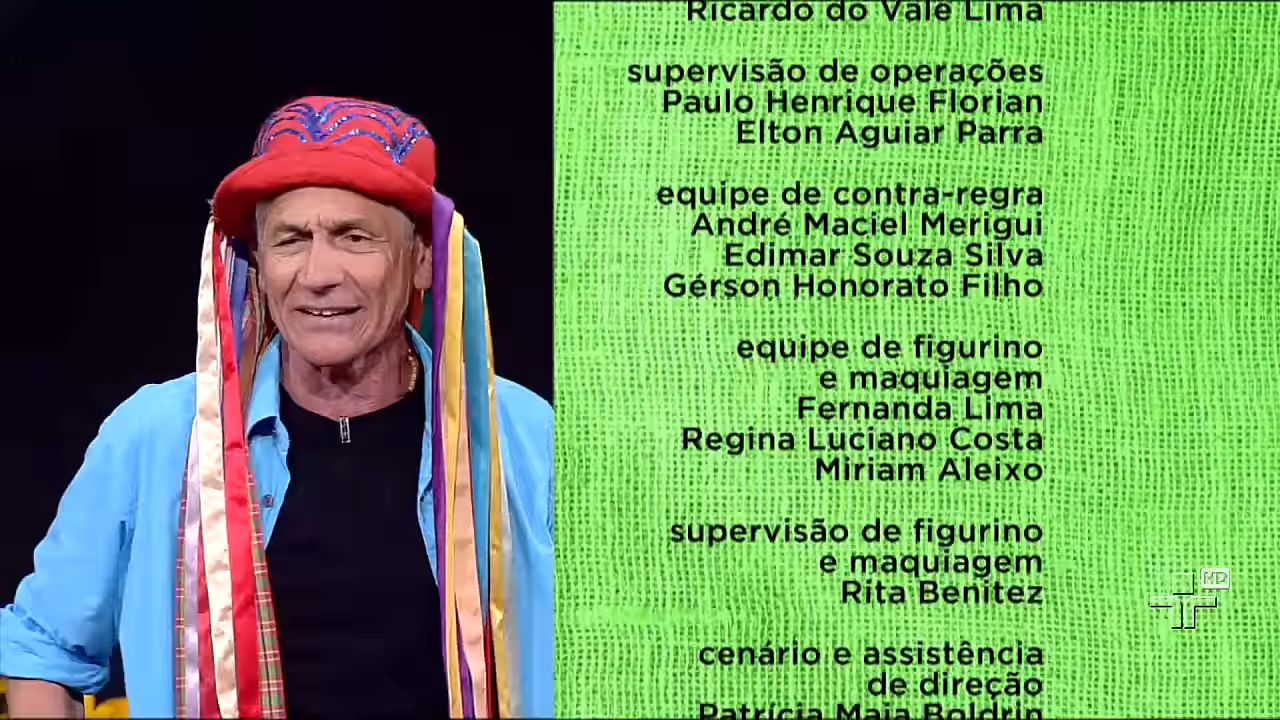 Ricardo do Vale Lima
supervisão de operações
Paulo Henrique Florian
Elton Aguiar Parra
equipe de contra-regra
André Maciel Merigui
Edimar Souza Silva
Gérson Honorato Filho
equipe de figurino
e maquiagem
Fernanda Lima
Regina Luciano Costa
Miriam Aleixo
supervisão de figurino
e maquiagem
Rita Benitez
HD
cenário e assistência
de direção
Patrícia Maia Boldrin